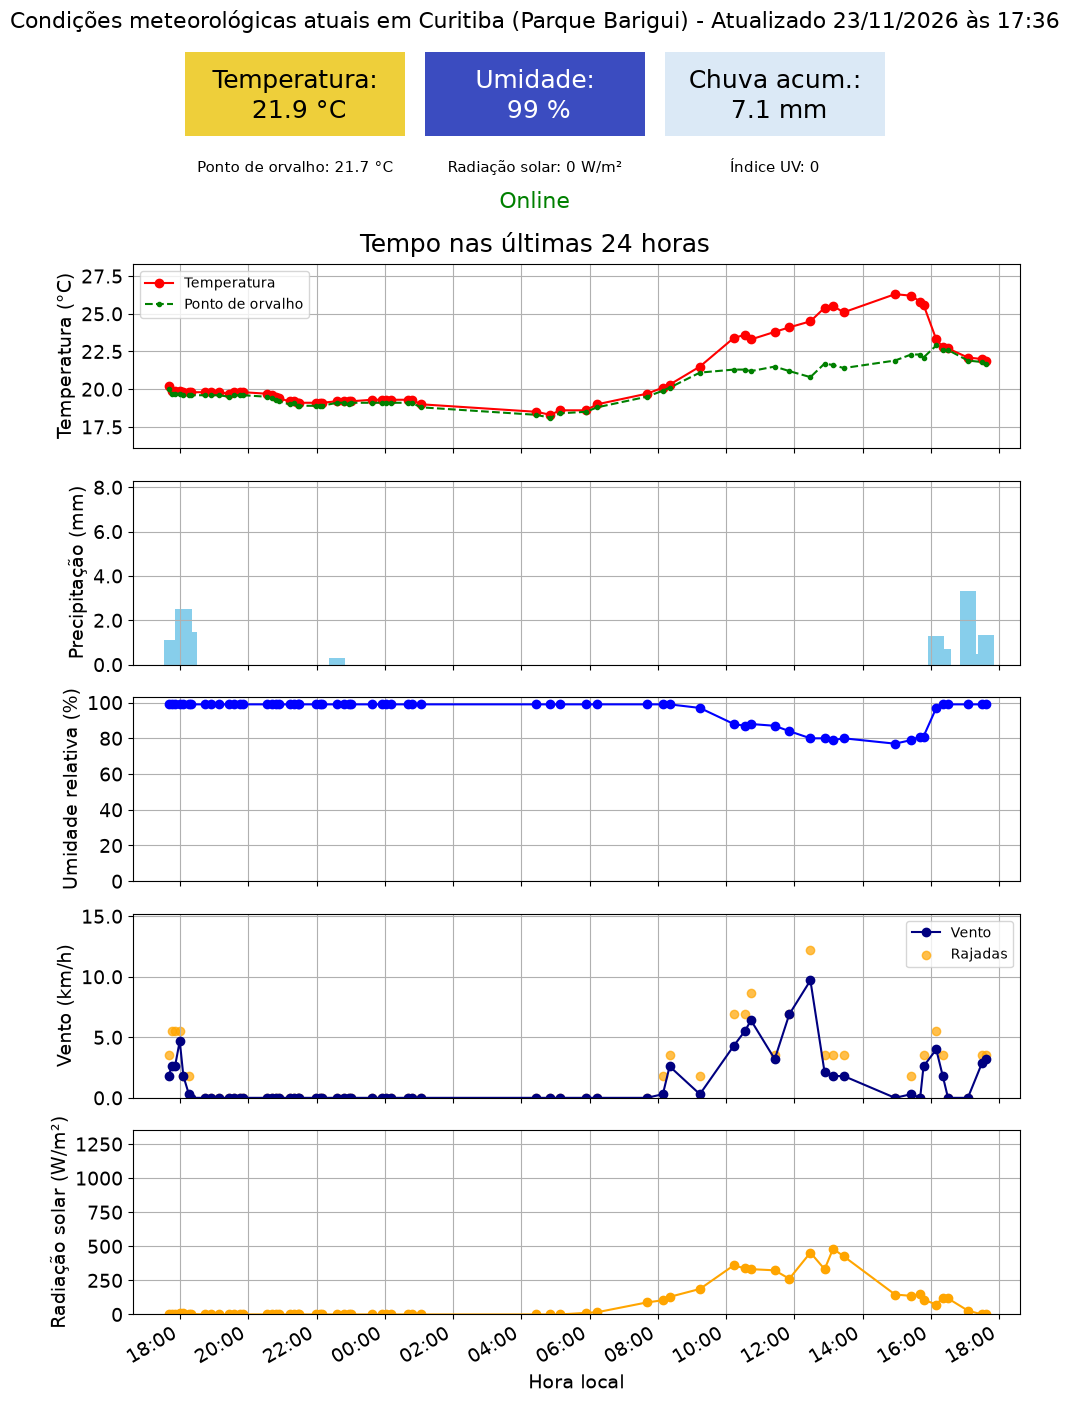 Condições meteorológicas atuais em Curitiba (Parque Barigui) - Atualizado 23/11/2026 às 17:36
Temperatura:
21.9 °C
Umidade:
99 %
Chuva acum.:
7.1 mm
Ponto de orvalho: 21.7 °C
Radiação solar: 0 W/m²
Índice UV: 0
Online
Tempo nas últimas 24 horas
Temperatura (°C)
27.5
25.0
22.5
20.0
17.5
Temperatura
Ponto de orvalho
Precipitação (mm)
8.0
6.0
4.0
2.0
0.0
Umidade relativa (%)
100
80
60
40
20
0
Vento (km/h)
15.0
10.0
5.0
0.0
Vento
Rajadas
Radiação solar (W/m²)
1250
1000
750
500
250
0
18:00
20:00
22:00
00:00
02:00
04:00
06:00
08:00
10:00
12:00
14:00
16:00
18:00
Hora local